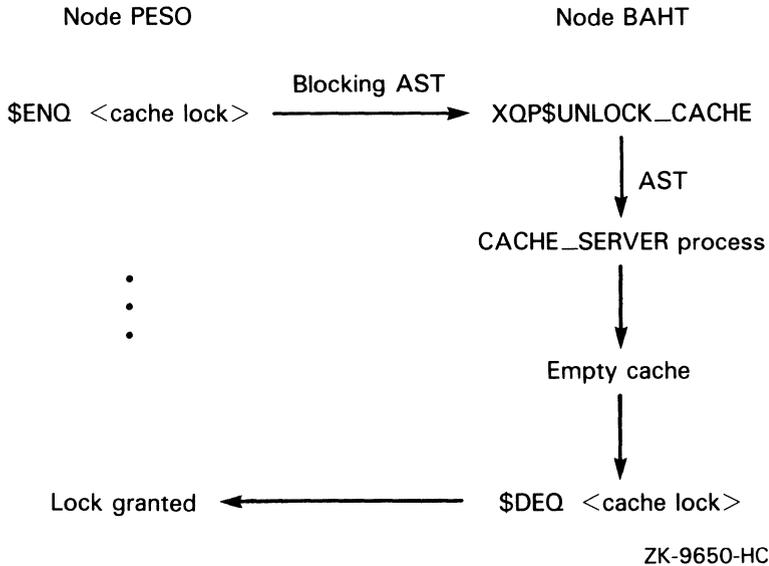 Node PESO
Node BAHT
Blocking AST
$ENQ <cache lock>
XQP$UNLOCK_CACHE
AST
CACHE_SERVER process
Empty cache
Lock granted
$DEQ <cache lock>
ZK-9650-HC